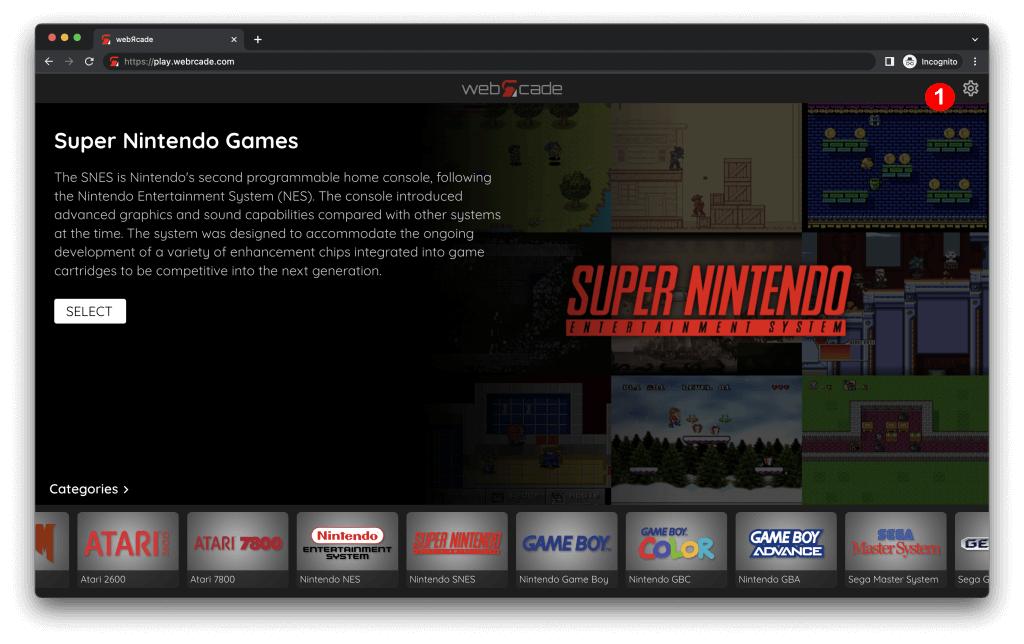 webЯcade
https://play.webrcade.com
Incognito
webRcade
1
Super Nintendo Games
The SNES is Nintendo's second programmable home console, following
the Nintendo Entertainment System (NES). The console introduced
advanced graphics and sound capabilities compared with other systems
at the time. The system was designed to accommodate the ongoing
development of a variety of enhancement chips integrated into game
cartridges to be competitive into the next generation.
SELECT
SUPER NINTENDO
ENTERTAINMENT SYSTEM
Categories
ATARI 2600
ATARI 7800
Nintendo
ENTERTAINMENT
SYSTEM
SUPER NINTENDO
GAME BOY
GAME BOY
COLOR
GAME BOY
ADVANCE
SEGA
Master System
GE
Atari 2600
Atari 7800
Nintendo NES
Nintendo SNES
Nintendo Game Boy
Nintendo GBC
Nintendo GBA
Sega Master System
Sega G